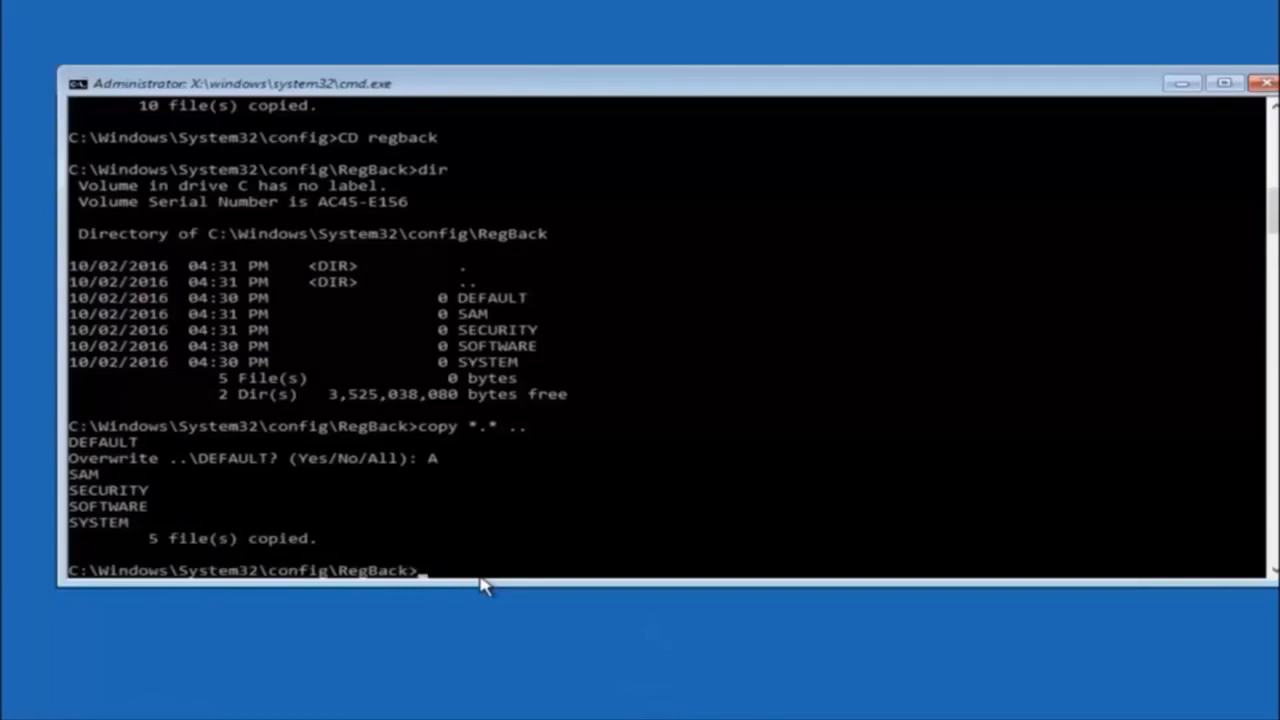 Administrator: X:\windows\system32\cmd.exe
10 file(s) copied.
C:\Windows\System32\config>CD regback
C:\Windows\System32\config\RegBack>dir
Volume in drive C has no label.
Volume Serial Number is AC45-E156
Directory of C:\Windows\System32\config\RegBack
10/02/2016 04:31 PM <DIR> .
10/02/2016 04:31 PM <DIR> ..
10/02/2016 04:30 PM 0 DEFAULT
10/02/2016 04:31 PM 0 SAM
10/02/2016 04:31 PM 0 SECURITY
10/02/2016 04:30 PM 0 SOFTWARE
10/02/2016 04:30 PM 0 SYSTEM
5 File(s) 0 bytes
2 Dir(s) 3,525,038,080 bytes free
C:\Windows\System32\config\RegBack>copy *.* ..
DEFAULT
Overwrite ..\DEFAULT? (Yes/No/All): A
SAM
SECURITY
SOFTWARE
SYSTEM
5 file(s) copied.
C:\Windows\System32\config\RegBack>_